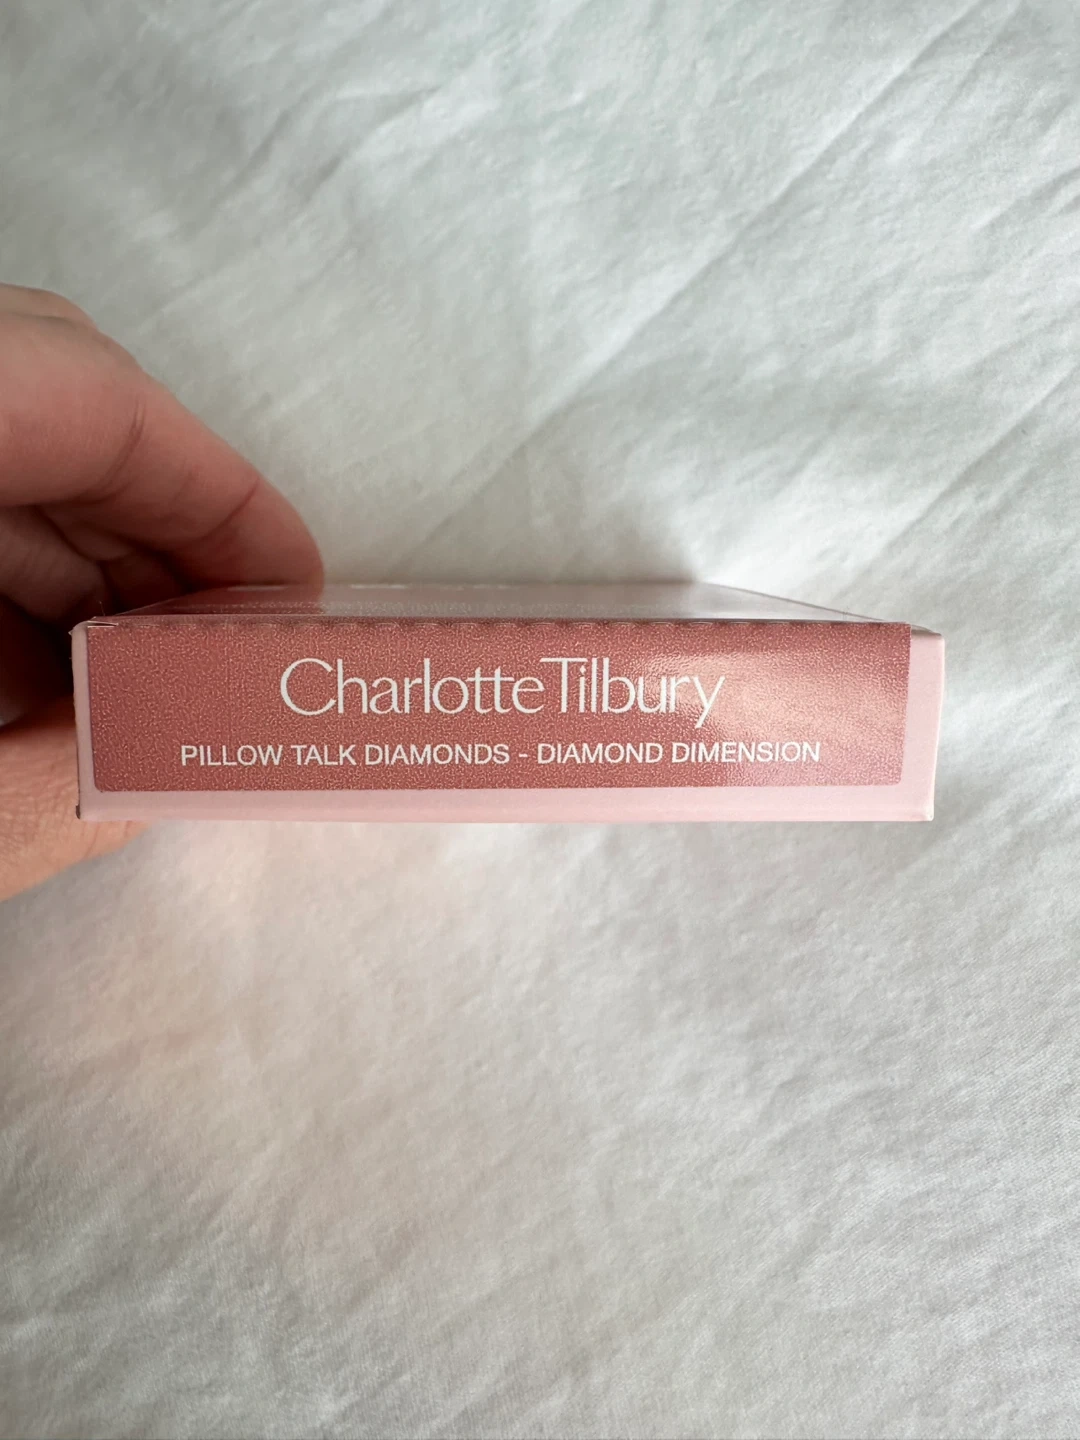 Charlotte Tilbury
PILLOW TALK DIAMONDS - DIAMOND DIMENSION